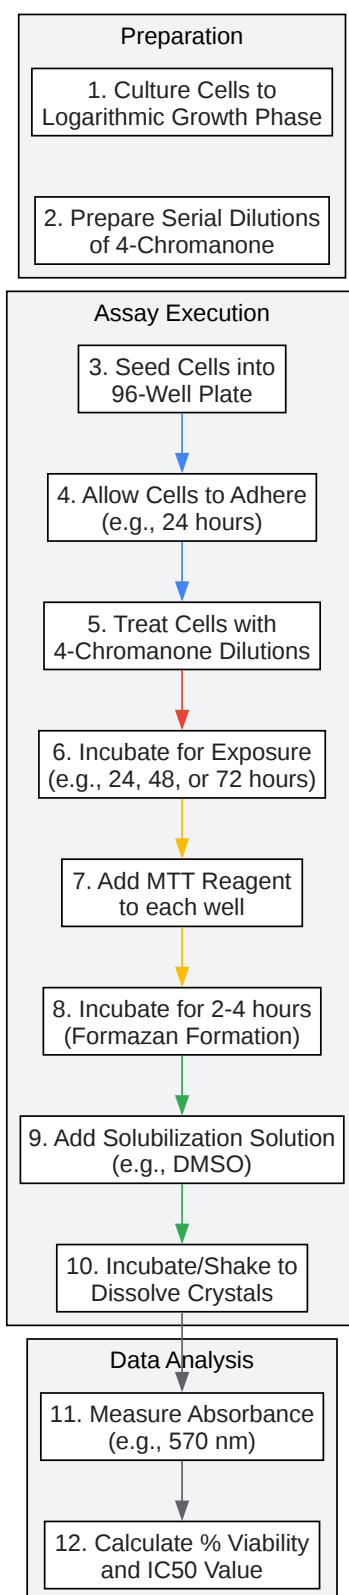 Preparation
1. Culture Cells to
Logarithmic Growth Phase
2. Prepare Serial Dilutions
of 4-Chromanone
Assay Execution
3. Seed Cells into
96-Well Plate
4. Allow Cells to Adhere
(e.g., 24 hours)
5. Treat Cells with
4-Chromanone Dilutions
6. Incubate for Exposure
(e.g., 24, 48, or 72 hours)
7. Add MTT Reagent
to each well
8. Incubate for 2-4 hours
(Formazan Formation)
9. Add Solubilization Solution
(e.g., DMSO)
10. Incubate/Shake to
Dissolve Crystals
Data Analysis
11. Measure Absorbance
(e.g., 570 nm)
12. Calculate % Viability
and IC50 Value